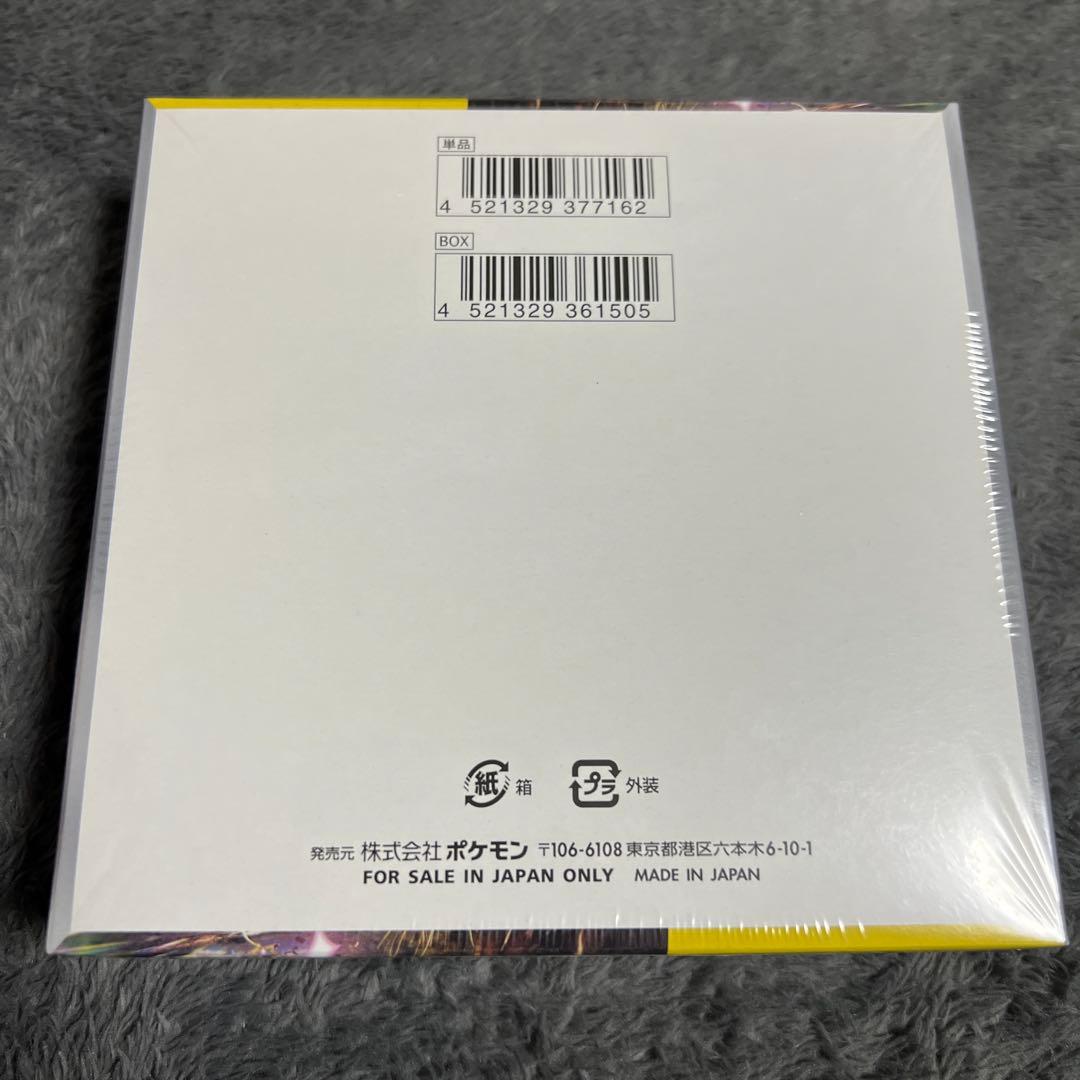 単品
4 521329 377162
BOX
4 521329 361505
紙 箱 プラ 外装
発売元 株式会社ポケモン 〒106-6108 東京都港区六本木6-10-1
FOR SALE IN JAPAN ONLY MADE IN JAPAN